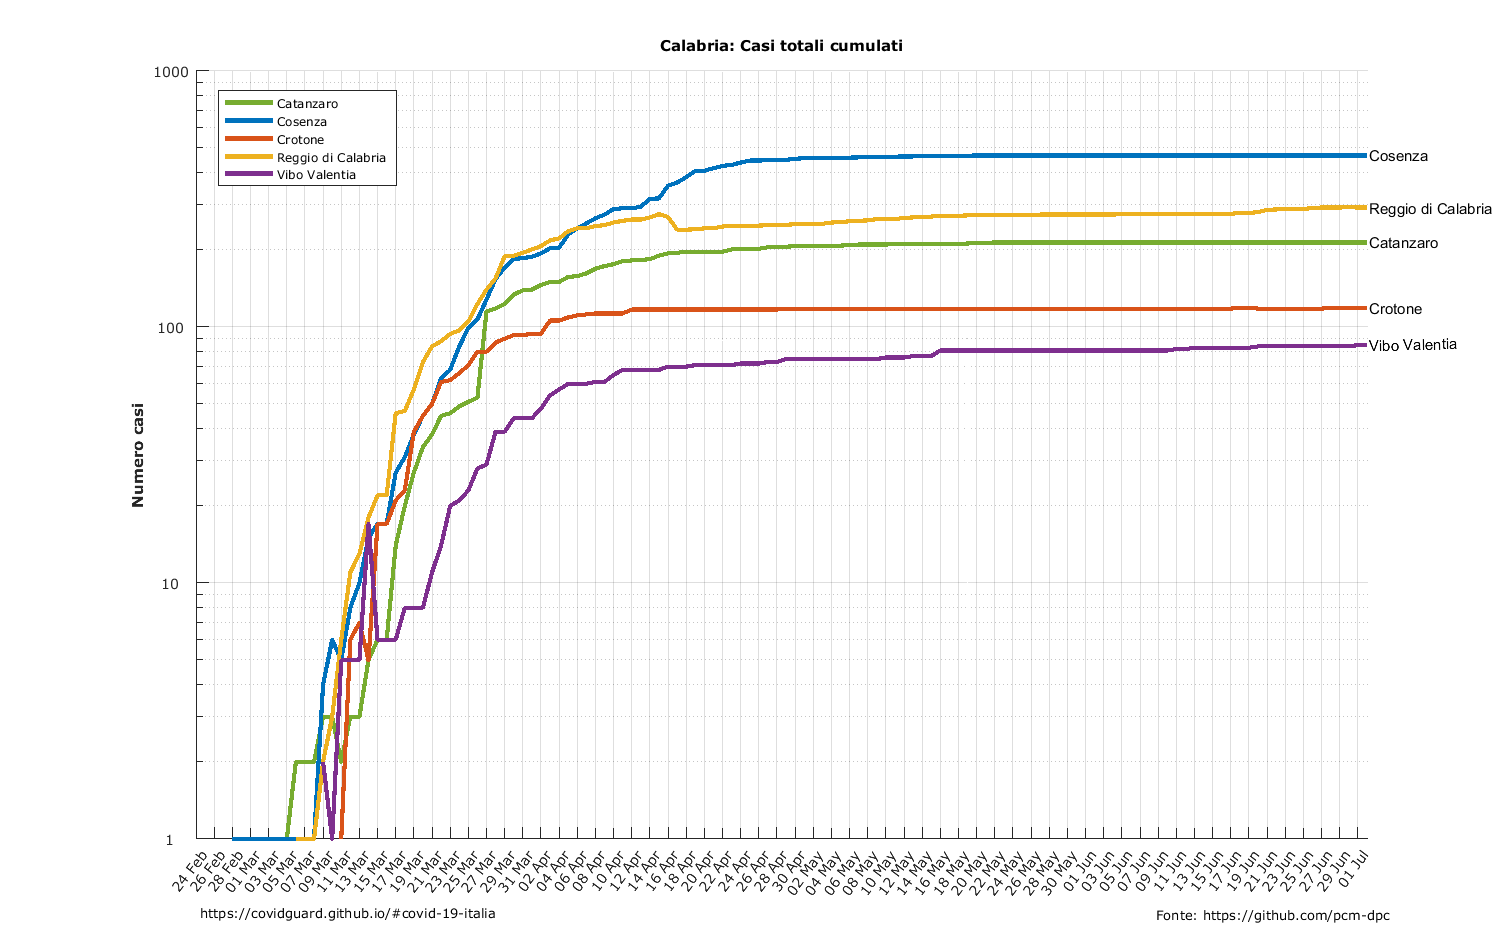 Calabria: Casi totali cumulati
1000
100
10
1
Numero casi
Catanzaro
Cosenza
Crotone
Reggio di Calabria
Vibo Valentia
Cosenza
Reggio di Calabria
Catanzaro
Crotone
Vibo Valentia
24 Feb
26 Feb
28 Feb
01 Mar
03 Mar
05 Mar
07 Mar
09 Mar
11 Mar
13 Mar
15 Mar
17 Mar
19 Mar
21 Mar
23 Mar
25 Mar
27 Mar
29 Mar
31 Mar
02 Apr
04 Apr
06 Apr
08 Apr
10 Apr
12 Apr
14 Apr
16 Apr
18 Apr
20 Apr
22 Apr
24 Apr
26 Apr
28 Apr
30 Apr
02 May
04 May
06 May
08 May
10 May
12 May
14 May
16 May
18 May
20 May
22 May
24 May
26 May
28 May
30 May
01 Jun
03 Jun
05 Jun
07 Jun
09 Jun
11 Jun
13 Jun
15 Jun
17 Jun
19 Jun
21 Jun
23 Jun
25 Jun
27 Jun
29 Jun
01 Jul
https://covidguard.github.io/#covid-19-italia
Fonte: https://github.com/pcm-dpc